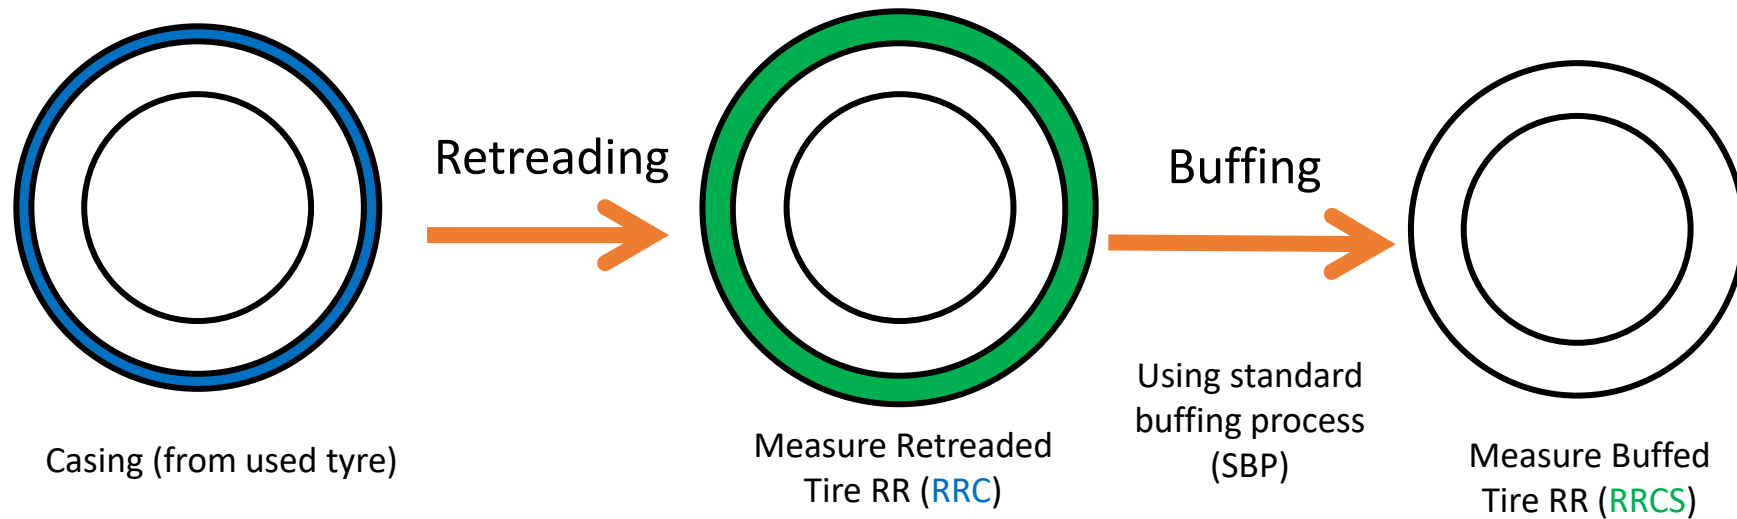 Retreading
Buffing
Casing (from used tyre)
Measure Retreaded
Tire RR (RRC)
Using standard
buffing process
(SBP)
Measure Buffed
Tire RR (RRCS)